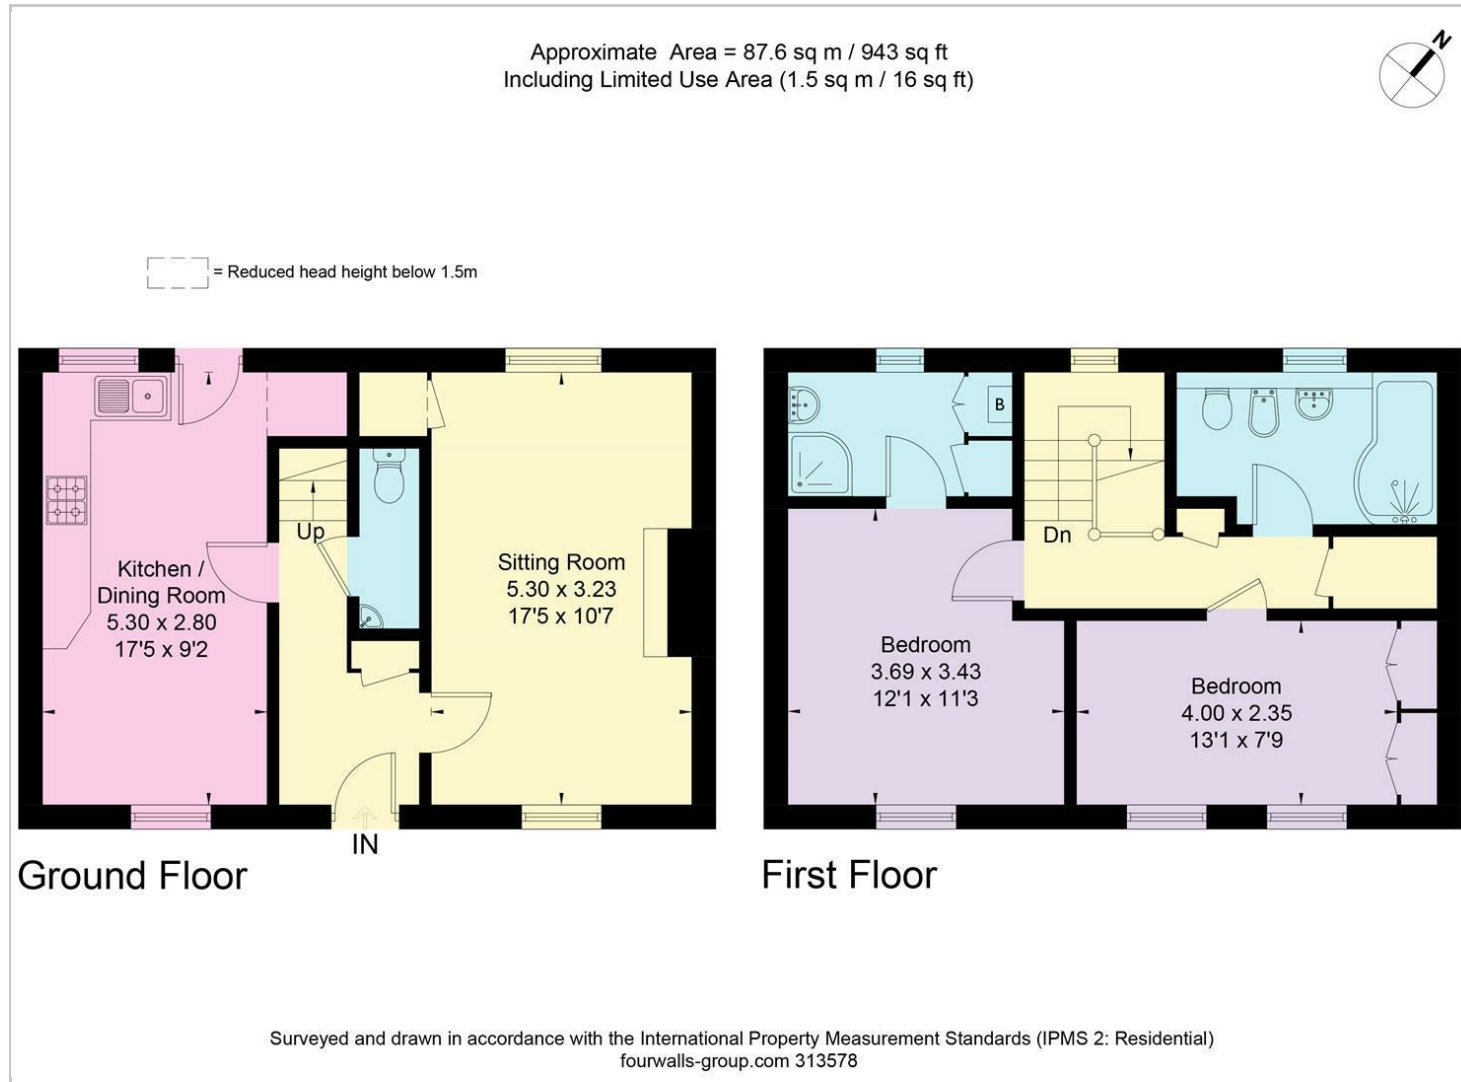 Approximate Area = 87.6 sq m / 943 sq ft
Including Limited Use Area (1.5 sq m / 16 sq ft)
N
= Reduced head height below 1.5m
Up
Kitchen /
Dining Room
5.30 x 2.80
17'5 x 9'2
Sitting Room
5.30 x 3.23
17'5 x 10'7
IN
Ground Floor
B
Dn
Bedroom
3.69 x 3.43
12'1 x 11'3
Bedroom
4.00 x 2.35
13'1 x 7'9
First Floor
Surveyed and drawn in accordance with the International Property Measurement Standards (IPMS 2: Residential)
fourwalls-group.com 313578